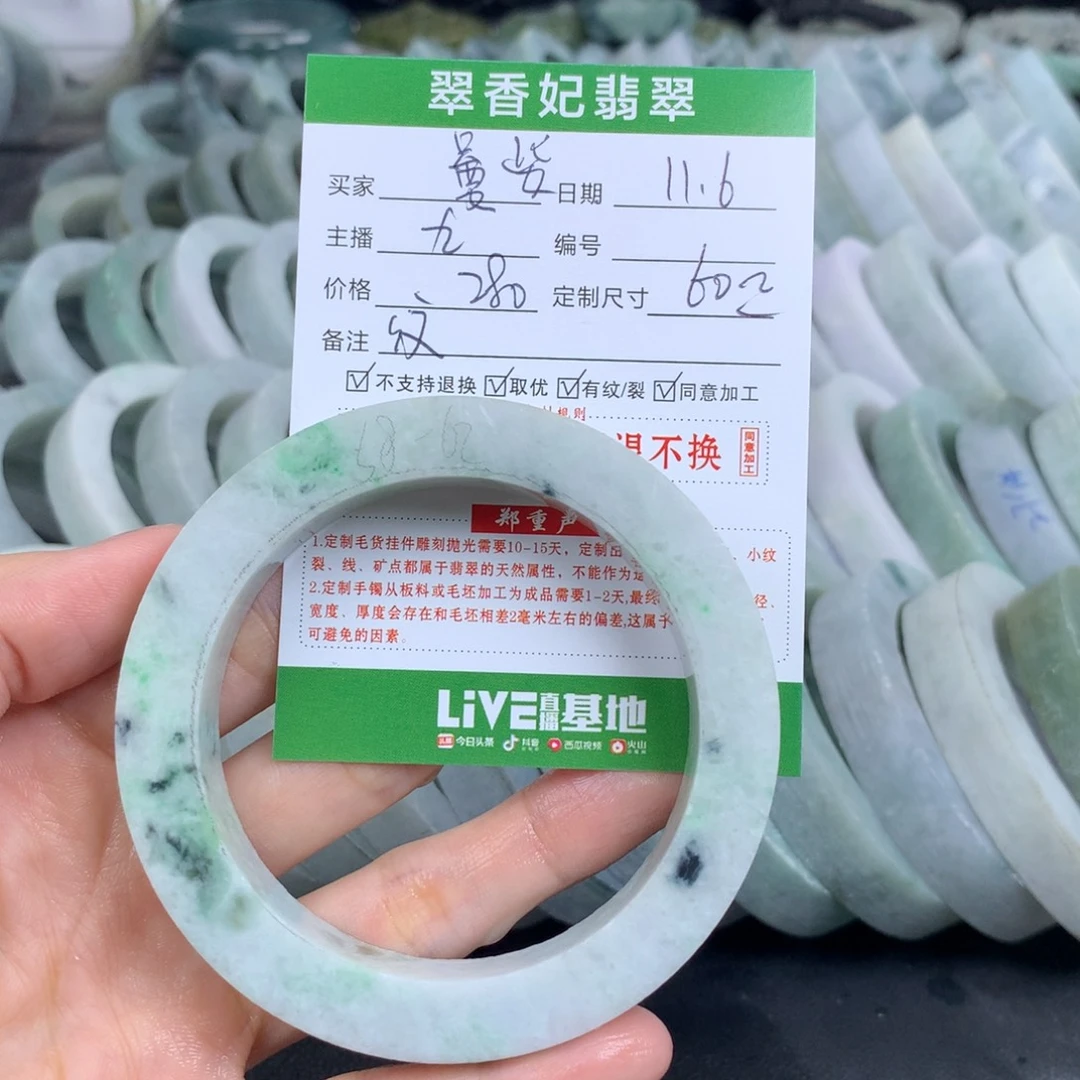 翠香妃翡翠
买家 曼 日期 11.6
主播 九 编号
价格 280 定制尺寸 60
备注 纹
☑不支持退换 ☑取优 ☑有纹/裂 ☑同意加工
规则
退不换 同意加工
郑重声
1.定制毛货挂件雕刻抛光需要10-15天，定制 、小纹
裂、线、矿点都属于翡翠的天然属性，不能作为
2.定制手镯从板料或毛坯加工为成品需要1-2天,最 径、
宽度、厚度会存在和毛坯相差2毫米左右的偏差,这属于
可避免的因素。
LiVE直播基地
头条 今日头条 抖音 西瓜视频 火山